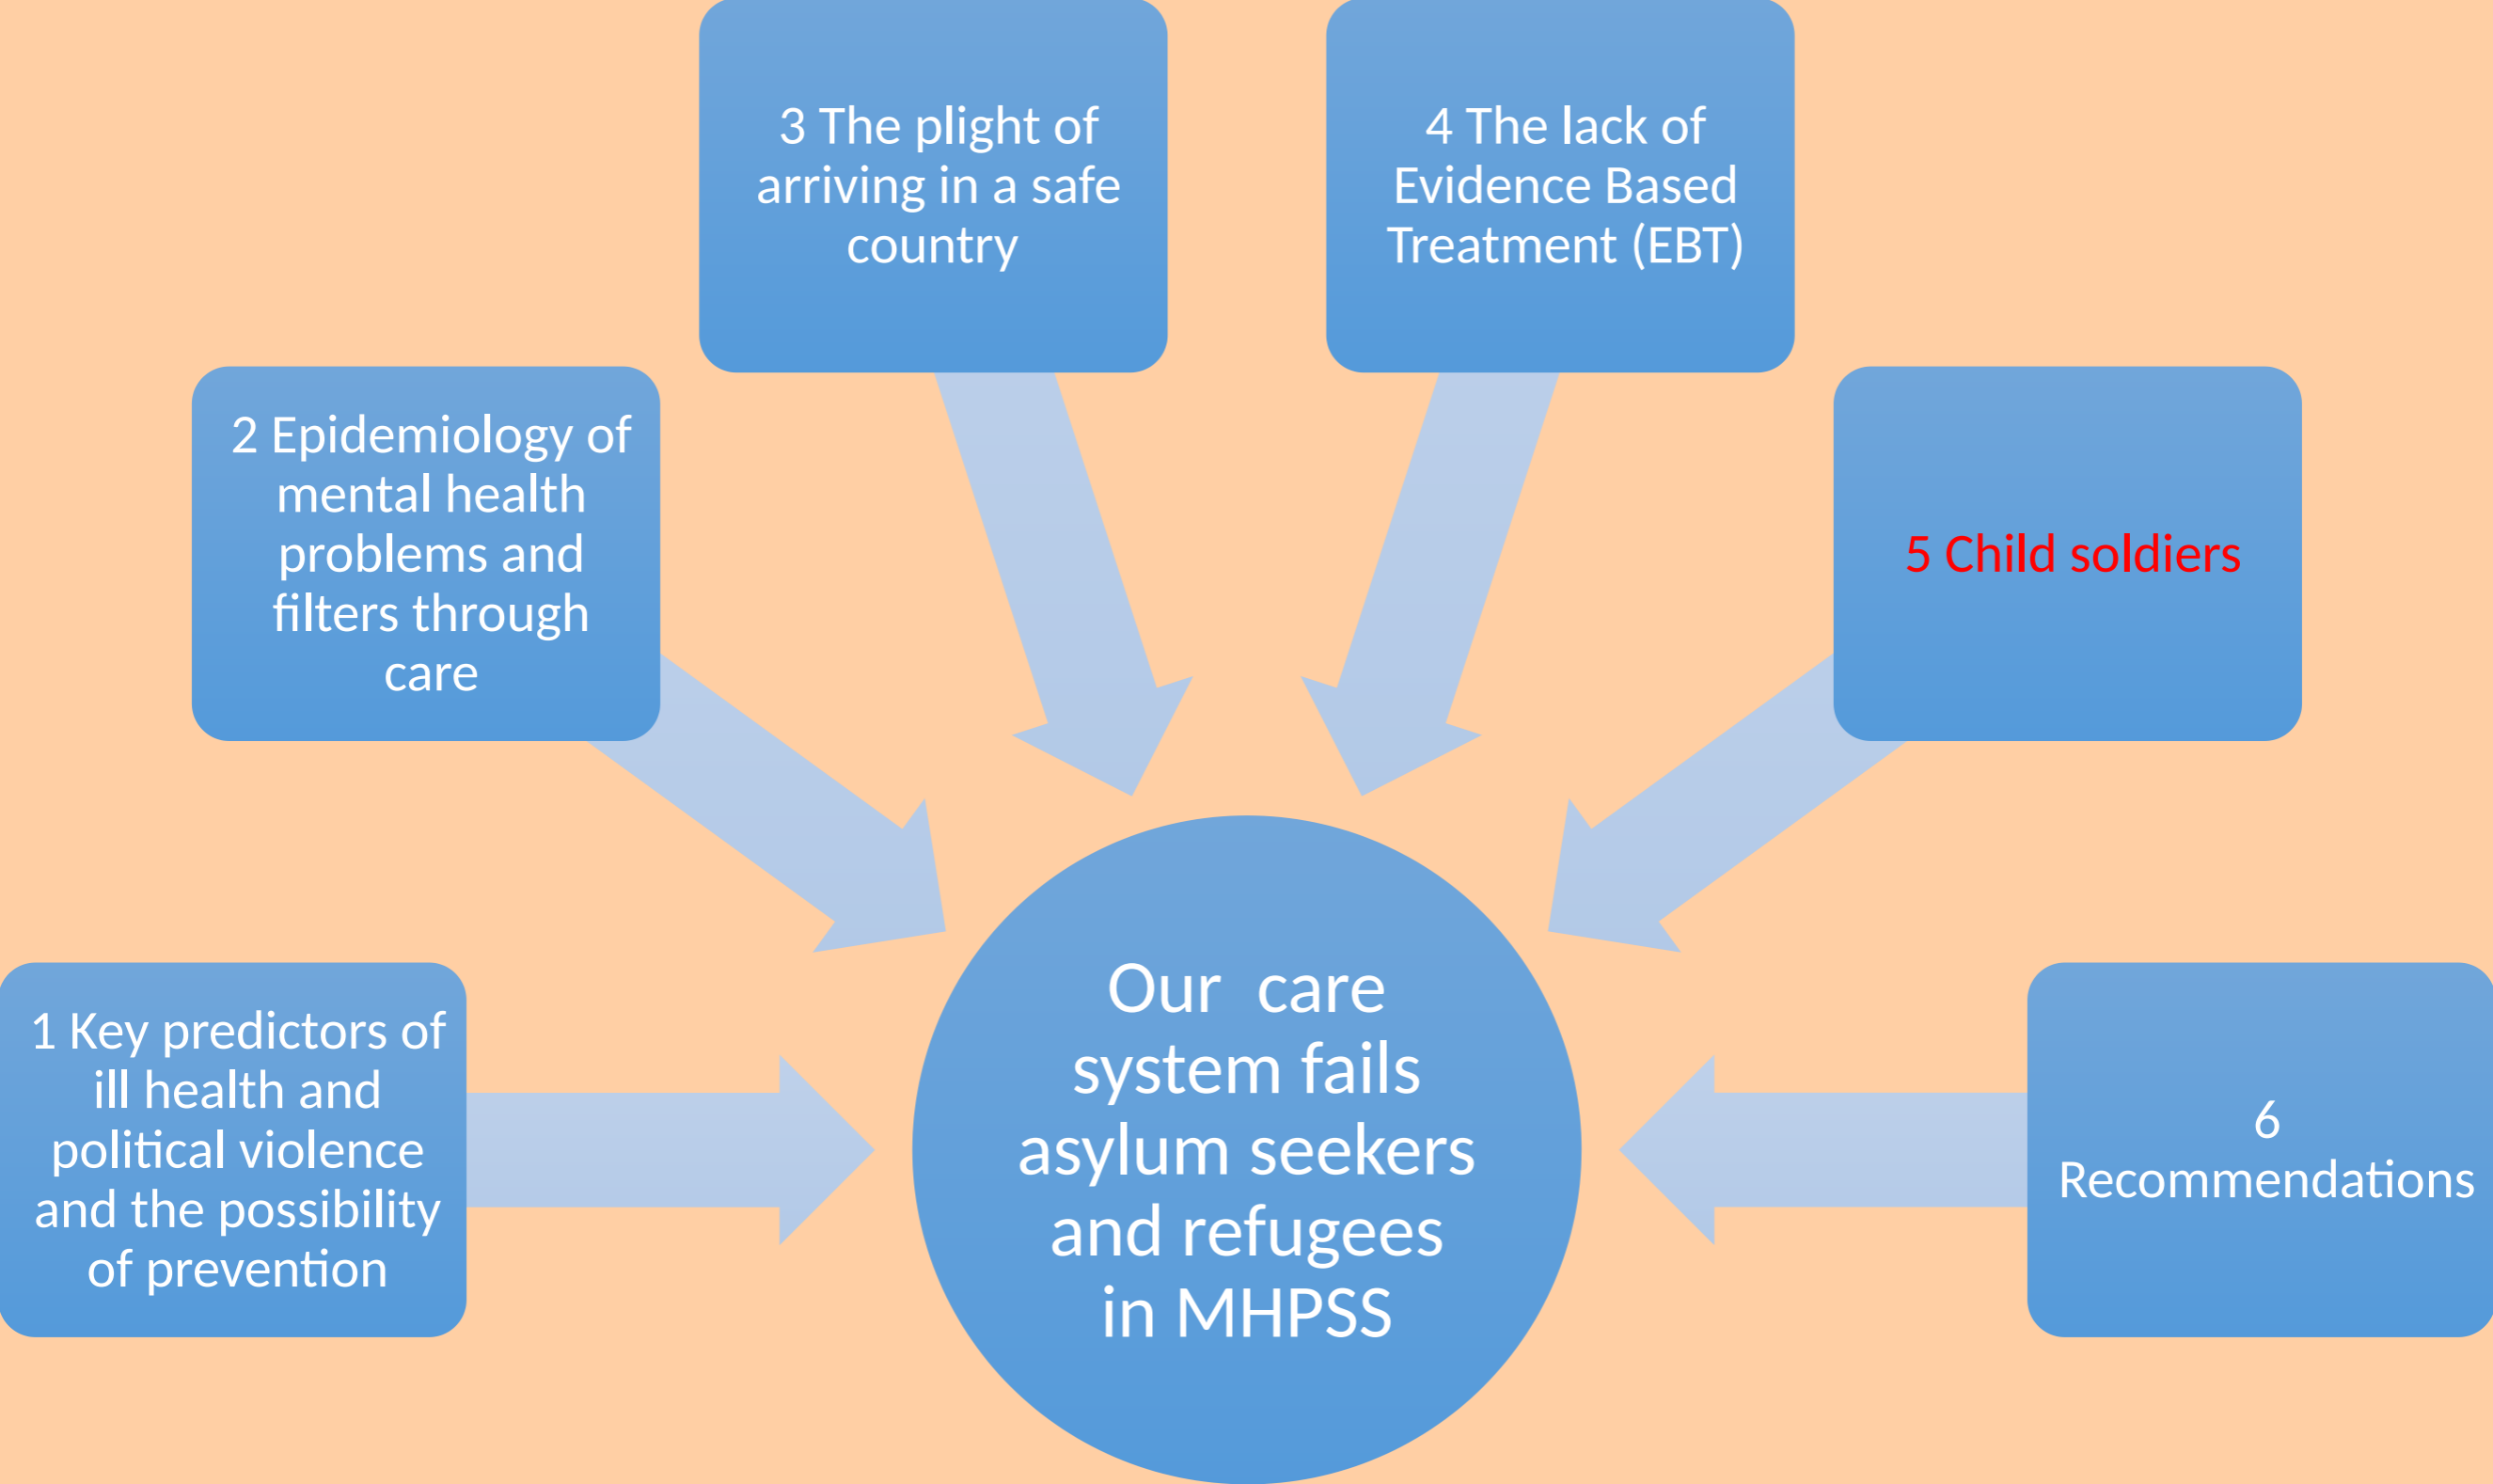 3 The plight of
arriving in a safe
country
4 The lack of
Evidence Based
Treatment (EBT)
2 Epidemiology of
mental health
problems and
filters through
care
5 Child soldiers
1 Key predictors of
ill health and
political violence
and the possibility
of prevention
Our  care
system fails
asylum seekers
and refugees
in MHPSS
6
Recommendations